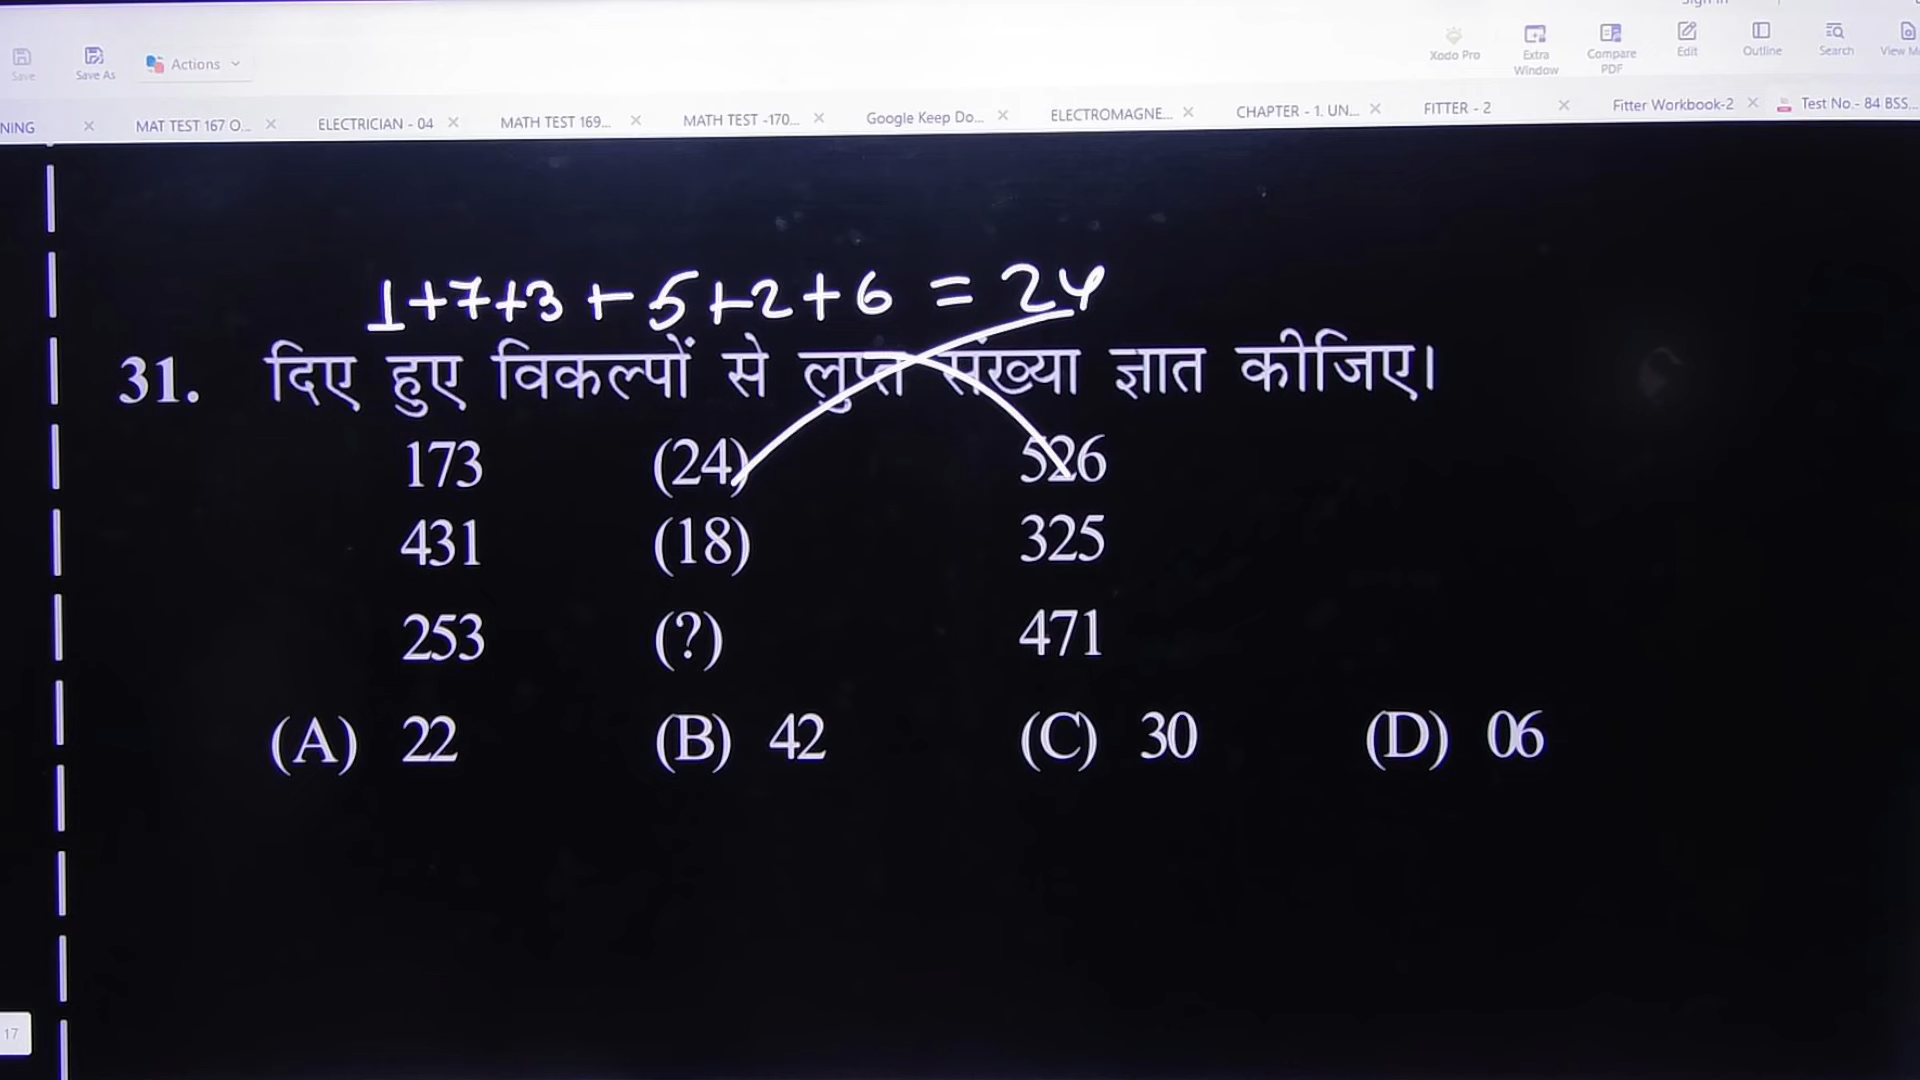 Sign in
Save
Save As
Actions
Xodo Pro
Extra Window
Compare PDF
Edit
Outline
Search
NING
MAT TEST 167 O...
ELECTRICIAN - 04
MATH TEST 169...
MATH TEST -170...
Google Keep Do...
ELECTROMAGNE...
CHAPTER - 1. UN...
FITTER - 2
Fitter Workbook-2
Test No.- 84 BSS...
1+7+3+5+2+6 = 24
31. दिए हुए विकल्पों से लुप्त संख्या ज्ञात कीजिए।
173 (24) 526
431 (18) 325
253 (?) 471
(A) 22 (B) 42 (C) 30 (D) 06
17